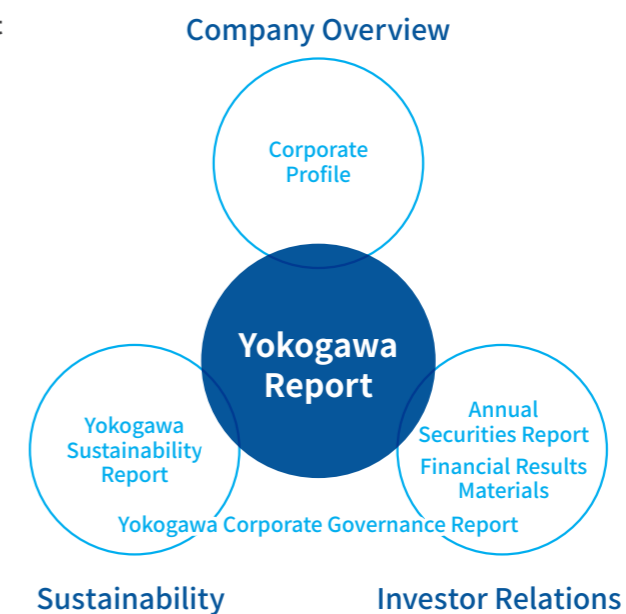 :
Company Overview
Corporate
Profile
Yokogawa
Report
Yokogawa
Sustainability
Report
Annual
Securities Report
Financial Results
Materials
Yokogawa Corporate Governance Report
Sustainability
Investor Relations